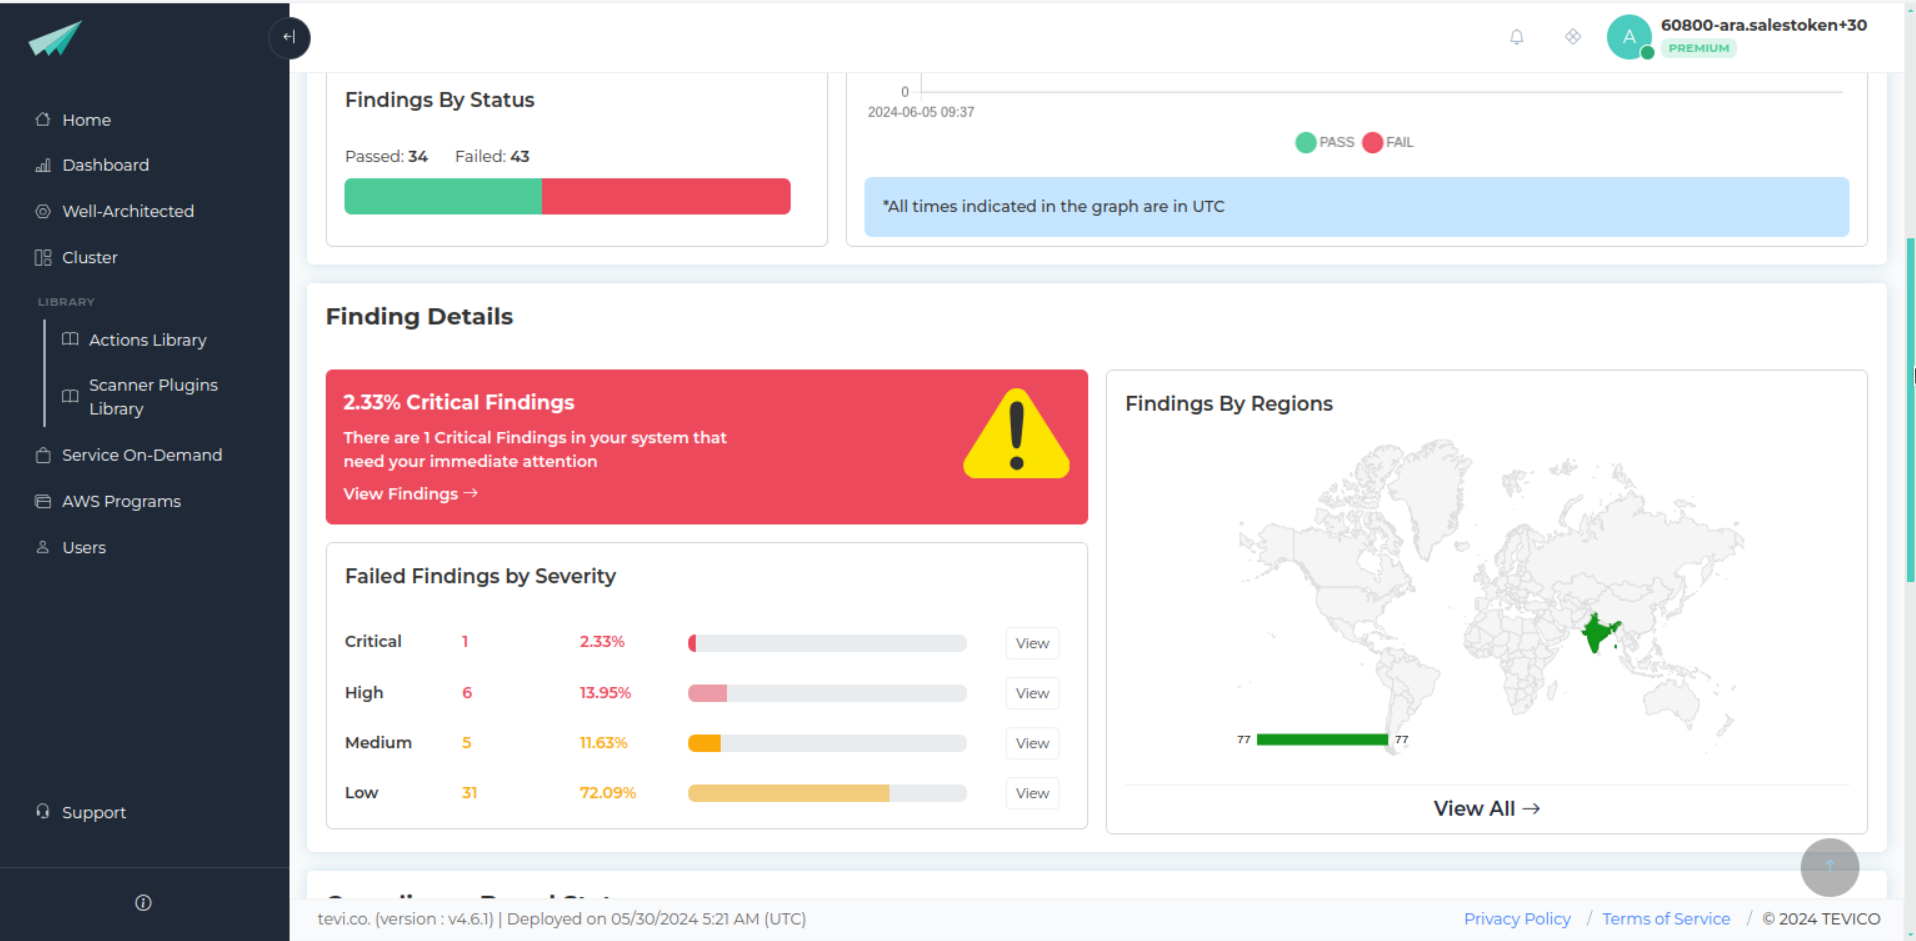 60800-ara.salestoken+30
A
PREMIUM
Home
Dashboard
Well-Architected
Cluster
LIBRARY
Actions Library
Scanner Plugins
Library
Service On-Demand
AWS Programs
Users
Support
Findings By Status
Passed: 34 Failed: 43
0
2024-06-05 09:37
PASS FAIL
*All times indicated in the graph are in UTC
Finding Details
2.33% Critical Findings
There are 1 Critical Findings in your system that
need your immediate attention
View Findings →
Failed Findings by Severity
Critical 1 2.33% View
High 6 13.95% View
Medium 5 11.63% View
Low 31 72.09% View
Findings By Regions
77 77
View All →
tevi.co. (version : v4.6.1) | Deployed on 05/30/2024 5:21 AM (UTC)
Privacy Policy / Terms of Service / © 2024 TEVICO